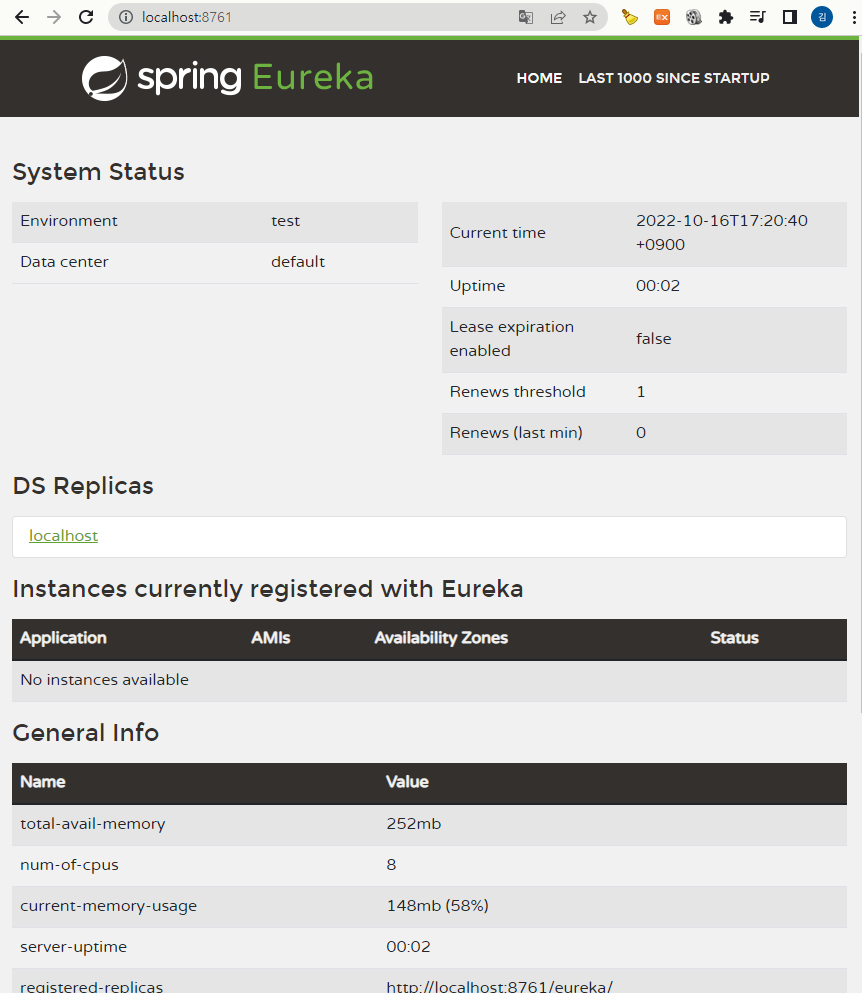 localhost:8761
EX
김
spring Eureka
HOME LAST 1000 SINCE STARTUP
System Status
Environment test
Data center default
Current time 2022-10-16T17:20:40 +0900
Uptime 00:02
Lease expiration enabled false
Renews threshold 1
Renews (last min) 0
DS Replicas
localhost
Instances currently registered with Eureka
Application AMIs Availability Zones Status
No instances available
General Info
Name Value
total-avail-memory 252mb
num-of-cpus 8
current-memory-usage 148mb (58%)
server-uptime 00:02
registered-replicas http://localhost:8761/eureka/